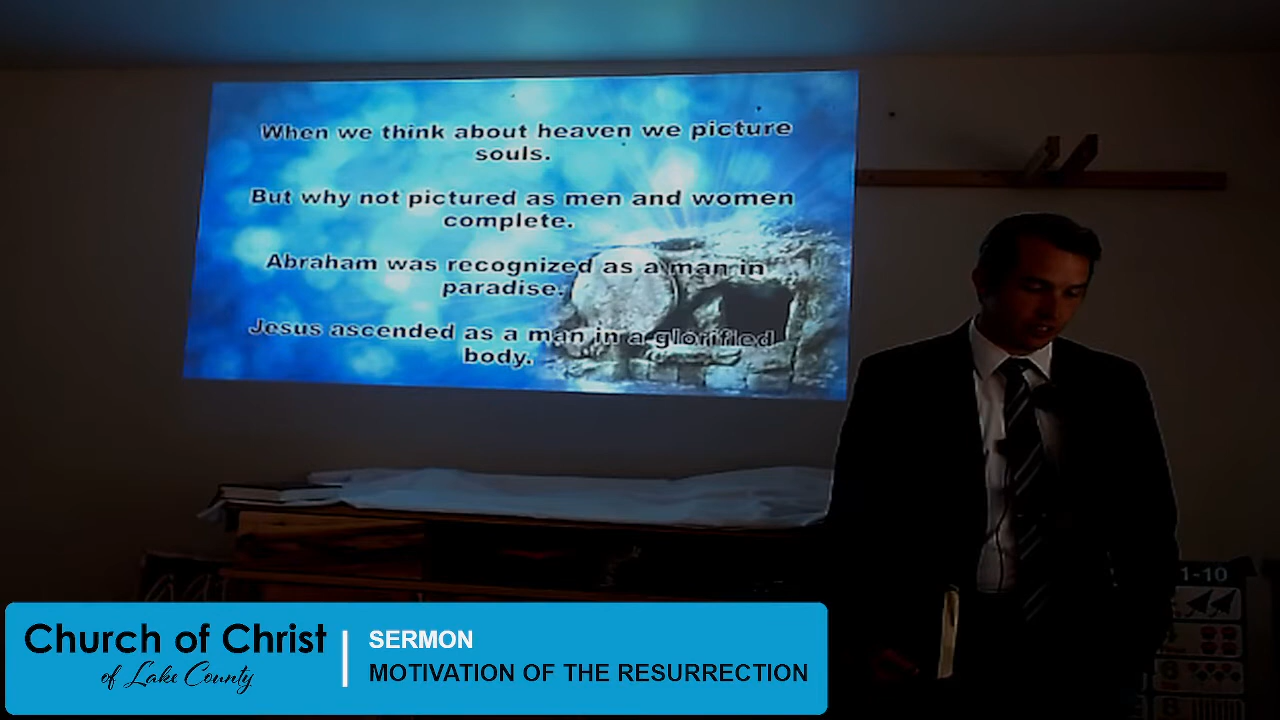 When we think about heaven we picture
souls.
But why not pictured as men and women
complete.
Abraham was recognized as a man in
paradise.
Jesus ascended as a man in a glorified
body.
1-10
Church of Christ
of Lake County
SERMON
MOTIVATION OF THE RESURRECTION